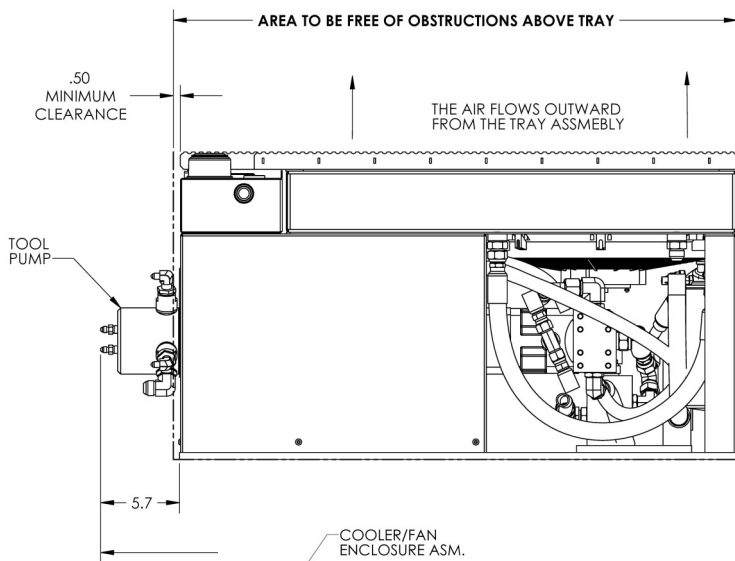 AREA TO BE FREE OF OBSTRUCTIONS ABOVE TRAY
.50
MINIMUM
CLEARANCE
THE AIR FLOWS OUTWARD
FROM THE TRAY ASSMEBLY
TOOL
PUMP
5.7
COOLER/FAN
ENCLOSURE ASM.